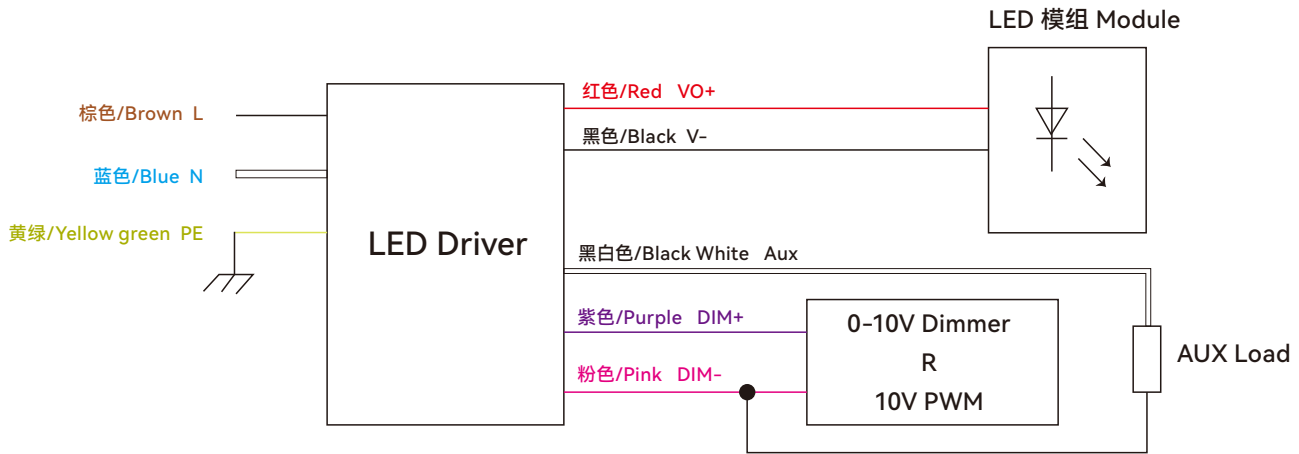 LED 模组 Module
棕色/Brown L
红色/Red VO+
黑色/Black V-
蓝色/Blue N
黄绿/Yellow green PE
LED Driver
黑白色/Black White Aux
紫色/Purple DIM+
粉色/Pink DIM-
0-10V Dimmer
R
10V PWM
AUX Load